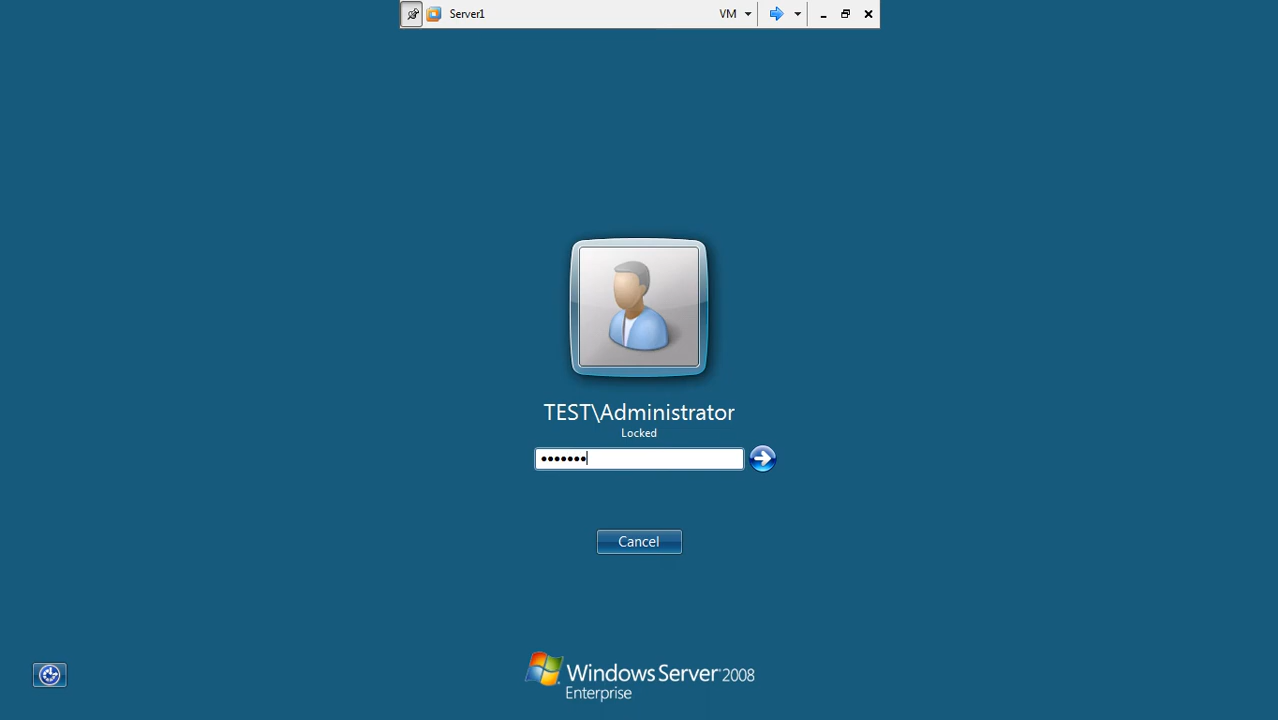 Server1 VM
TEST\Administrator
Locked
•••••••
Cancel
Windows Server 2008
Enterprise